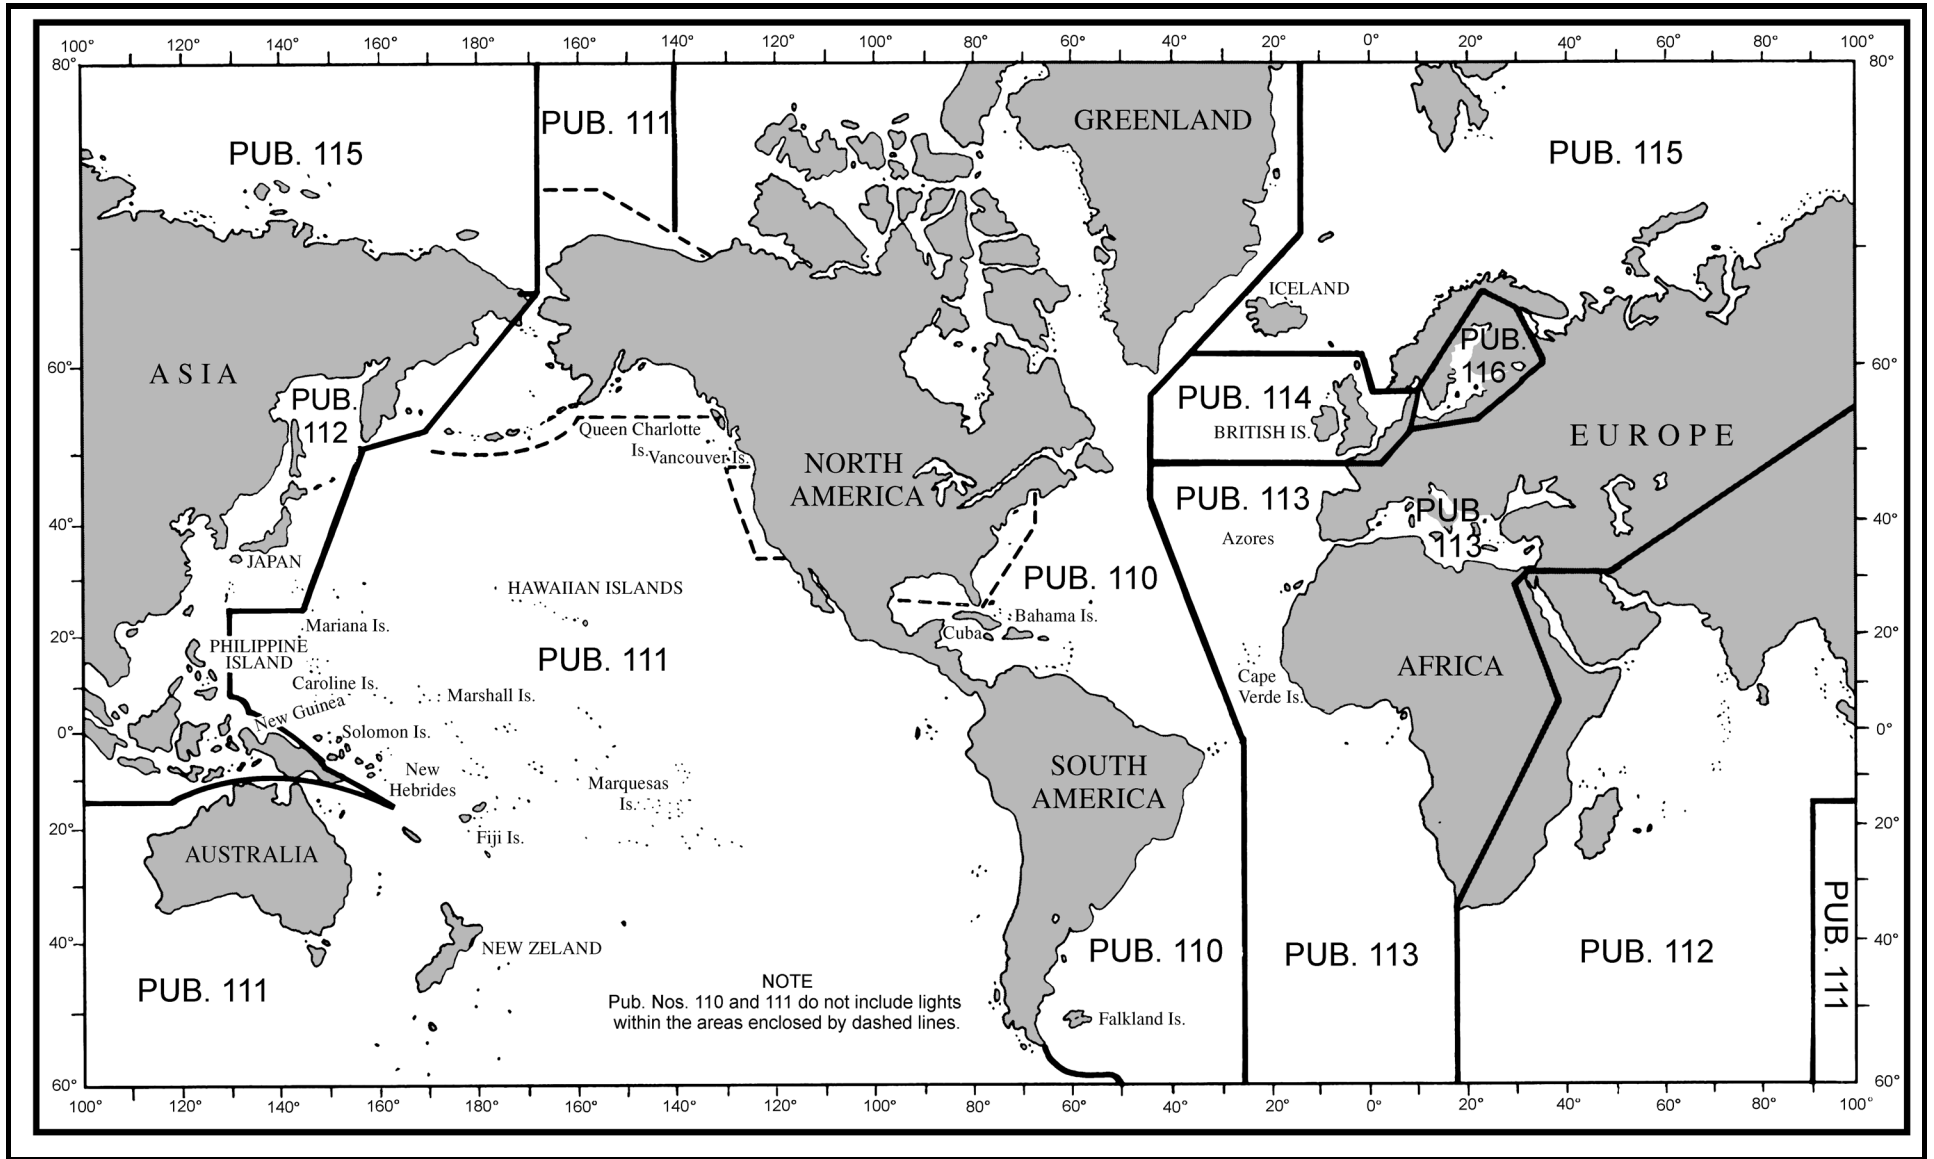 100° 120° 140° 160° 180° 160° 140° 120° 100° 80° 60° 40° 20° 0° 20° 40° 60° 80° 100°
80° 80°
PUB. 111
GREENLAND
PUB. 115
PUB. 115
ICELAND
PUB.
116
60° 60°
ASIA
PUB.
112
PUB. 114
BRITISH IS.
Queen Charlotte
Is.
Vancouver Is.
EUROPE
NORTH
AMERICA
PUB. 113
PUB
113
Azores
40° 40°
JAPAN
HAWAIIAN ISLANDS
PUB. 110
Bahama Is.
Cuba
Mariana Is.
20° 20°
PHILIPPINE
ISLAND
PUB. 111
AFRICA
Cape
Verde Is.
Caroline Is.
Marshall Is.
New Guinea
Solomon Is.
0° 0°
New
Hebrides
Marquesas
Is.
SOUTH
AMERICA
20° 20°
Fiji Is.
AUSTRALIA
40° 40°
NEW ZELAND
PUB. 110
PUB. 113
PUB. 112
PUB. 111
PUB. 111
NOTE
Pub. Nos. 110 and 111 do not include lights
within the areas enclosed by dashed lines.
Falkland Is.
60° 60°
100° 120° 140° 160° 180° 160° 140° 120° 100° 80° 60° 40° 20° 0° 20° 40° 60° 80° 100°